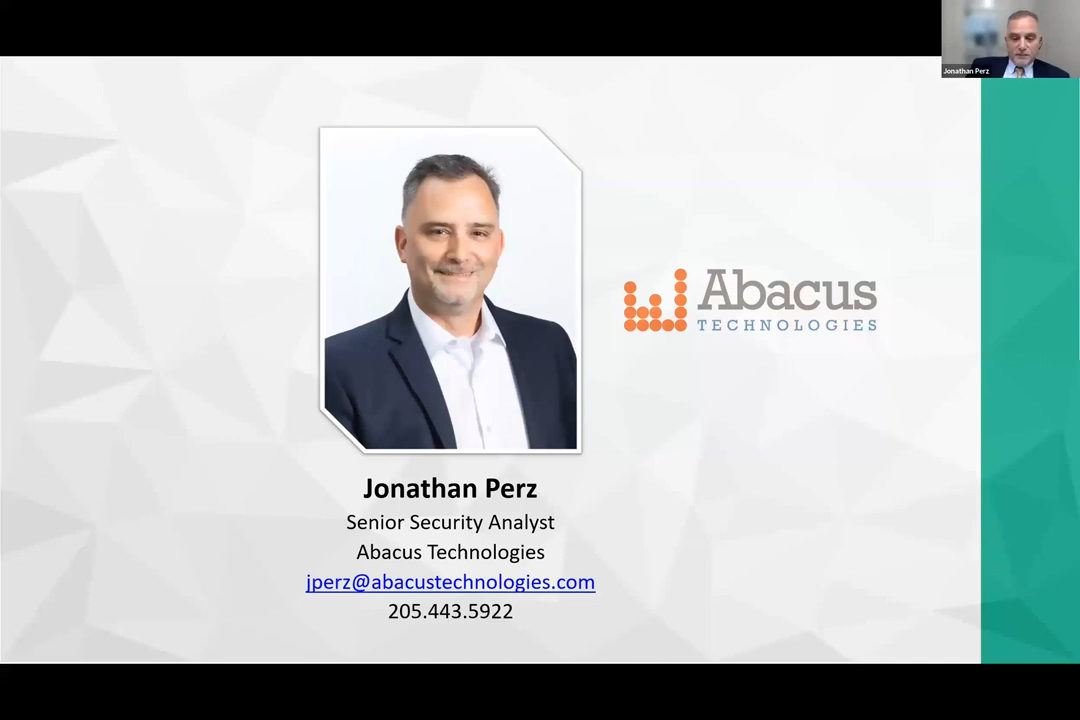 Jonathan Perz
Abacus
TECHNOLOGIES
Jonathan Perz
Senior Security Analyst
Abacus Technologies
jperz@abacustechnologies.com
205.443.5922